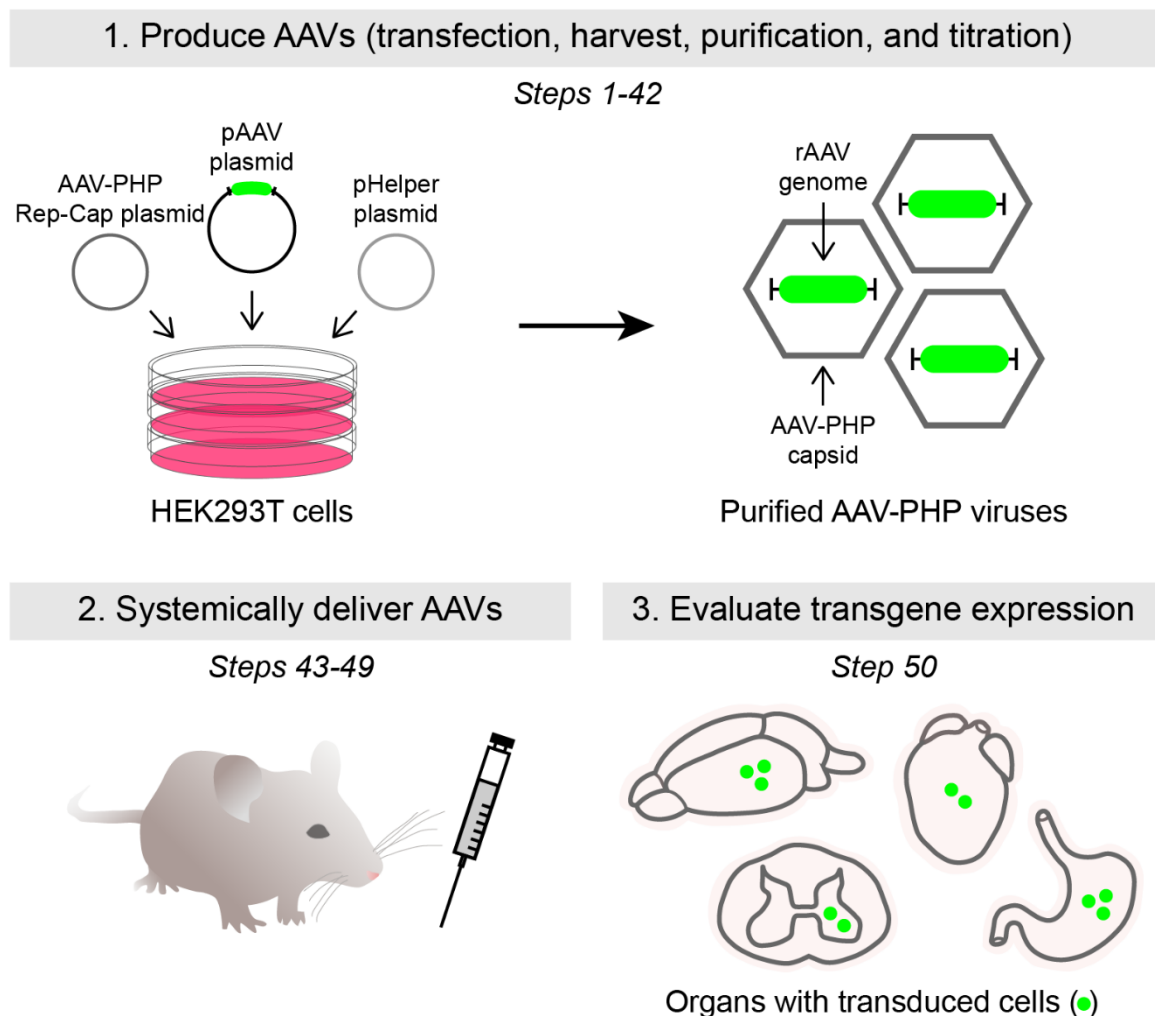 1. Produce AAVs (transfection, harvest, purification, and titration)
Steps 1-42
pAAV
plasmid
AAV-PHP
Rep-Cap plasmid
pHelper
plasmid
HEK293T cells
rAAV
genome
AAV-PHP
capsid
Purified AAV-PHP viruses
2. Systemically deliver AAVs
Steps 43-49
3. Evaluate transgene expression
Step 50
Organs with transduced cells (●)